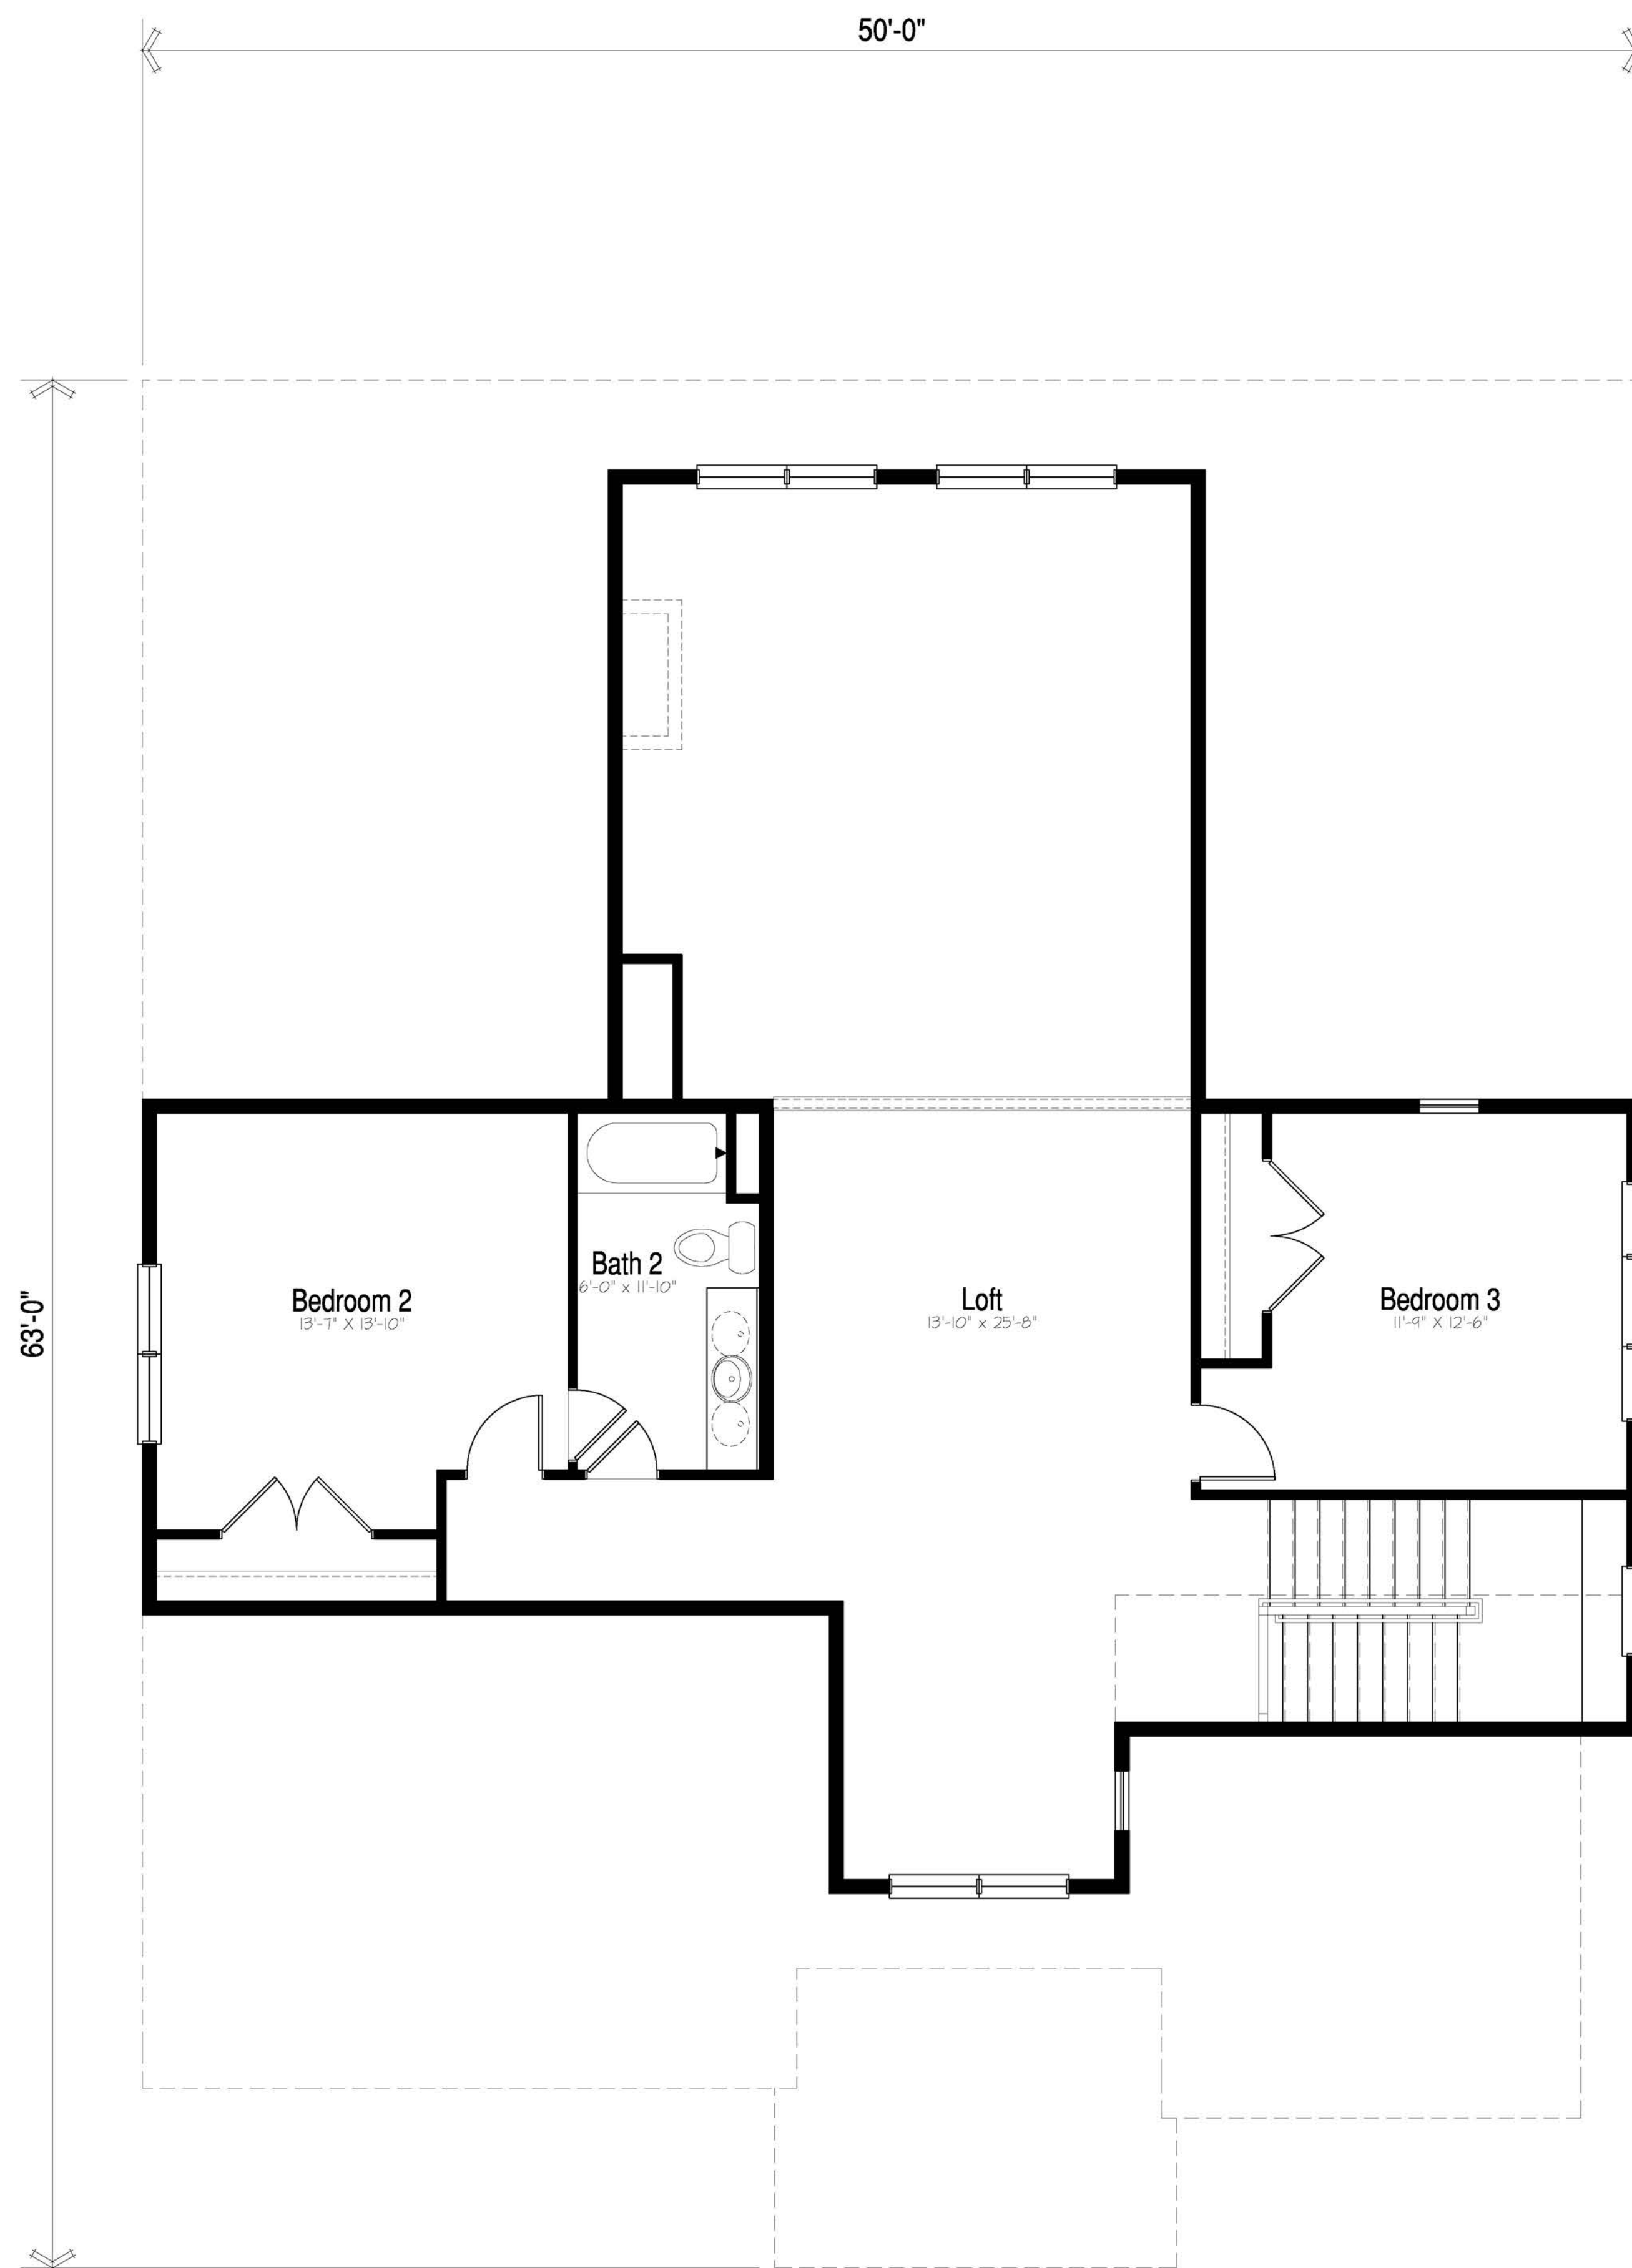 50'-0"
Bath 2
6'-0" x 11'-10"
Bedroom 2
13'-7" X 13'-10"
Loft
13'-10" x 25'-8"
Bedroom 3
11'-9" X 12'-6"
63'-0"